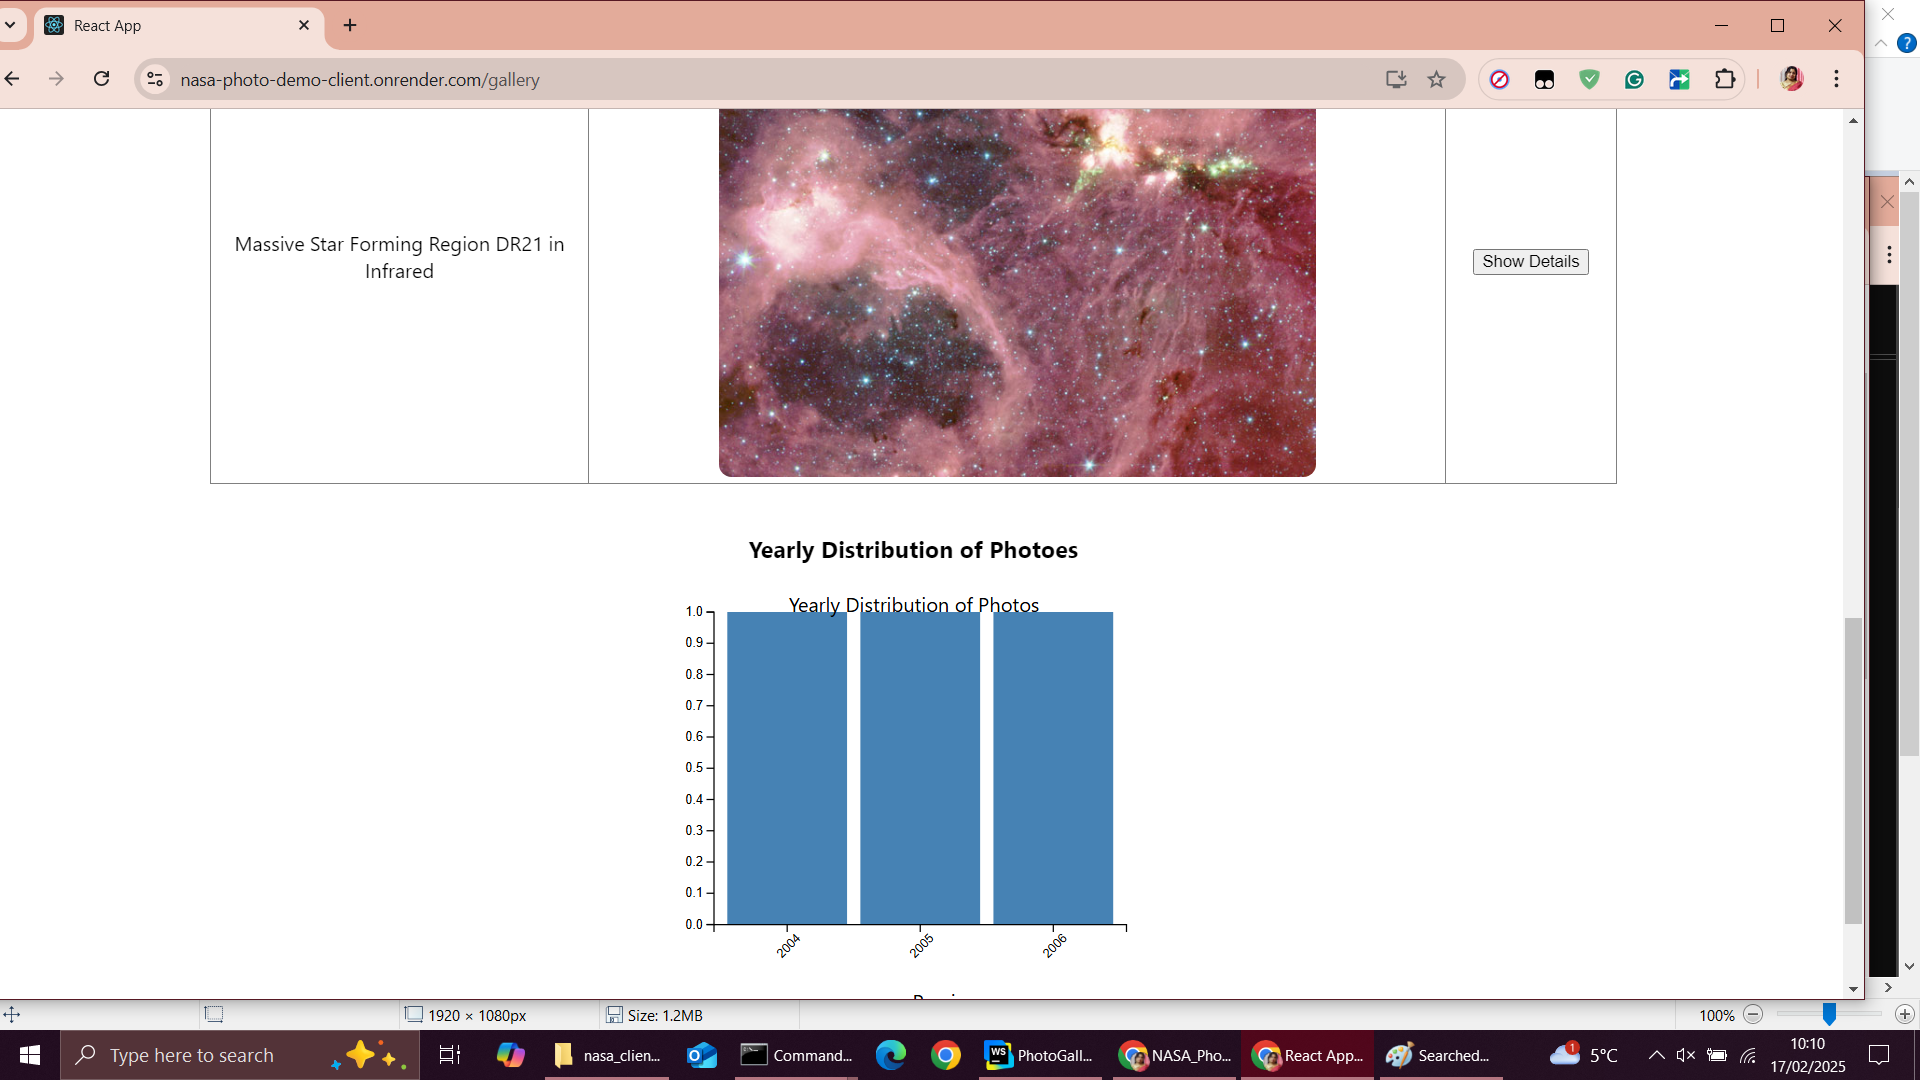 React App
nasa-photo-demo-client.onrender.com/gallery
Massive Star Forming Region DR21 in
Infrared
Show Details
Yearly Distribution of Photoes
Yearly Distribution of Photos
1.0
0.9
0.8
0.7
0.6
0.5
0.4
0.3
0.2
0.1
0.0
2004
2005
2006
1920 × 1080px
Size: 1.2MB
100%
Type here to search
nasa_clien...
Command...
WS
PhotoGall...
NASA_Pho...
React App...
Searched...
1
5°C
10:10
17/02/2025